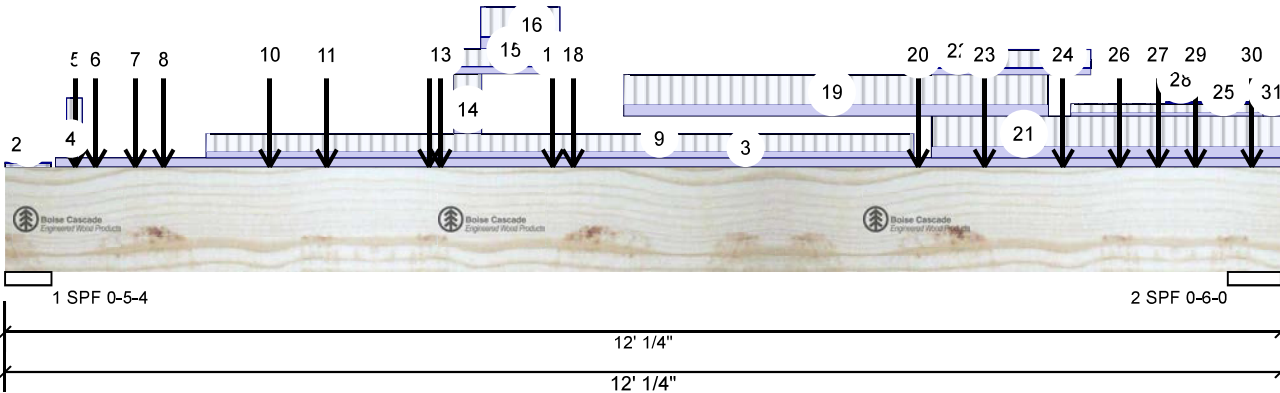 16
5 6 7 8 10 11 13 15 1 18 20 22 23 24 26 27 29 30
28
14 19 25 31
2 4 9 3 21
Boise Cascade
Engineered Wood Products
Boise Cascade
Engineered Wood Products
Boise Cascade
Engineered Wood Products
1 SPF 0-5-4
2 SPF 0-6-0
12' 1/4"
12' 1/4"